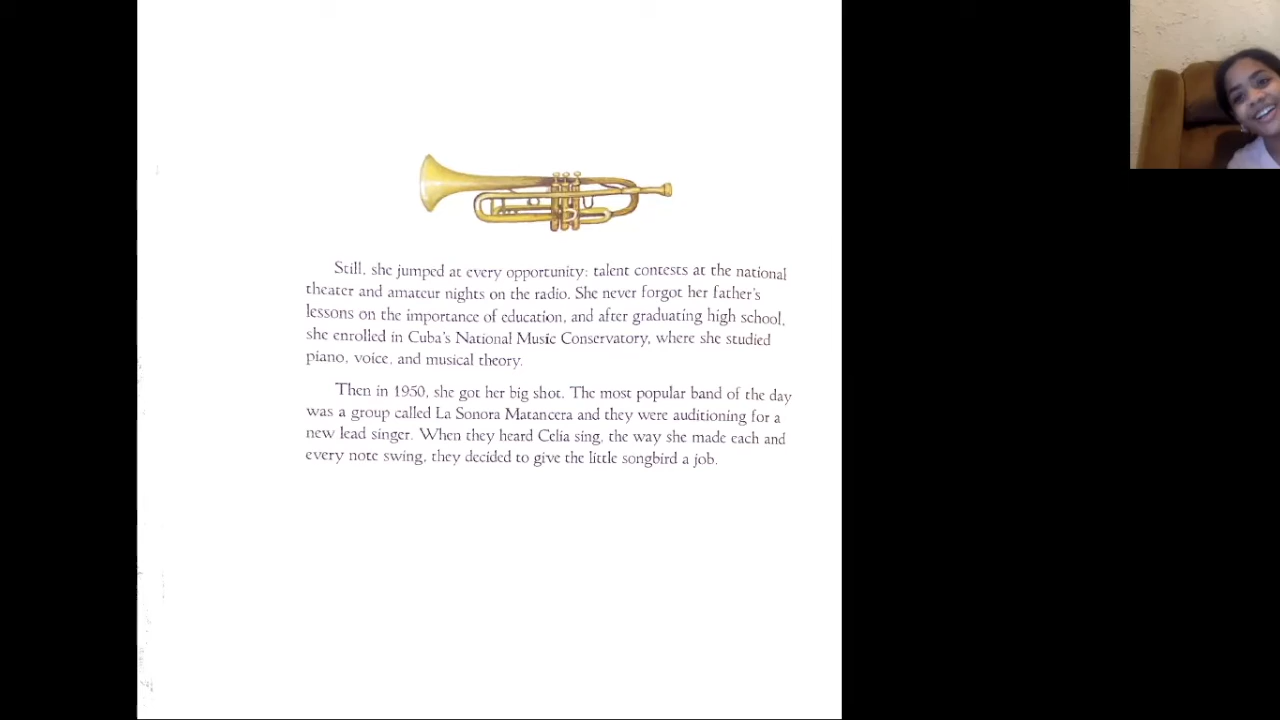 Still, she jumped at every opportunity: talent contests at the national
theater and amateur nights on the radio. She never forgot her father's
lessons on the importance of education, and after graduating high school,
she enrolled in Cuba's National Music Conservatory, where she studied
piano, voice, and musical theory.
Then in 1950, she got her big shot. The most popular band of the day
was a group called La Sonora Matancera and they were auditioning for a
new lead singer. When they heard Celia sing, the way she made each and
every note swing, they decided to give the little songbird a job.